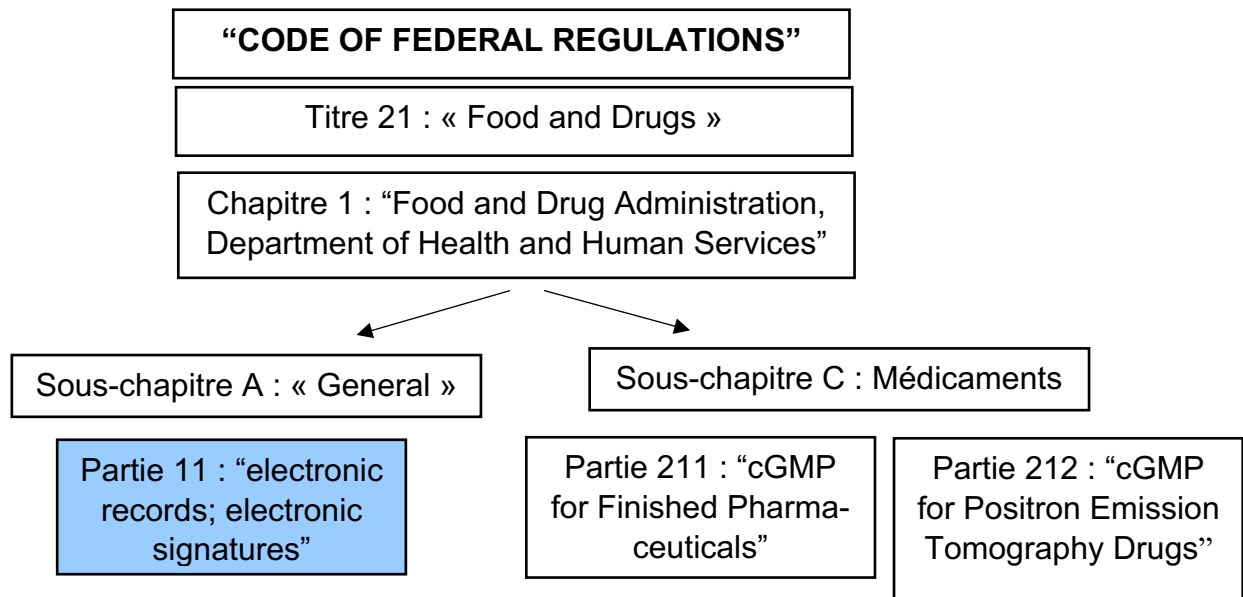 “CODE OF FEDERAL REGULATIONS”
Titre 21 : « Food and Drugs »
Chapitre 1 : “Food and Drug Administration,
Department of Health and Human Services”
Sous-chapitre A : « General »
Sous-chapitre C : Médicaments
Partie 11 : “electronic
records; electronic
signatures”
Partie 211 : “cGMP
for Finished Pharma-
ceuticals”
Partie 212 : “cGMP
for Positron Emission
Tomography Drugs”